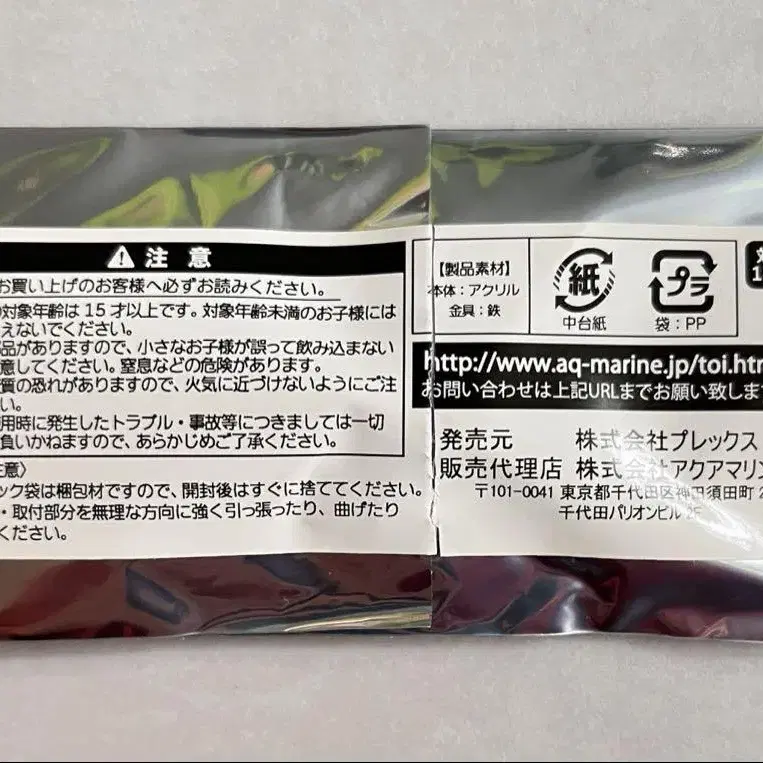 注意
お買い上げのお客様へ必ずお読みください。
対象年齢は15才以上です。対象年齢未満のお子様には
えないでください。
品がありますので、小さなお子様が誤って飲み込まない
意してください。窒息などの危険があります。
質の恐れがありますので、火気に近づけないようにご注
い。
用時に発生したトラブル・事故等につきましては一切
負いかねますので、あらかじめご了承ください。
意〉
ック袋は梱包材ですので、開封後はすぐに捨ててください。
・取付部分を無理な方向に強く引っ張ったり、曲げたり
ください。
【製品素材】
本体：アクリル
金具：鉄
紙
中台紙
プラ
袋：PP
http://www.aq-marine.jp/toi.htm
お問い合わせは上記URLまでお願い致しま
発売元 株式会社プレックス
販売代理店 株式会社アクアマリン
〒101-0041 東京都千代田区神田須田町2
千代田パリオンビル 2F